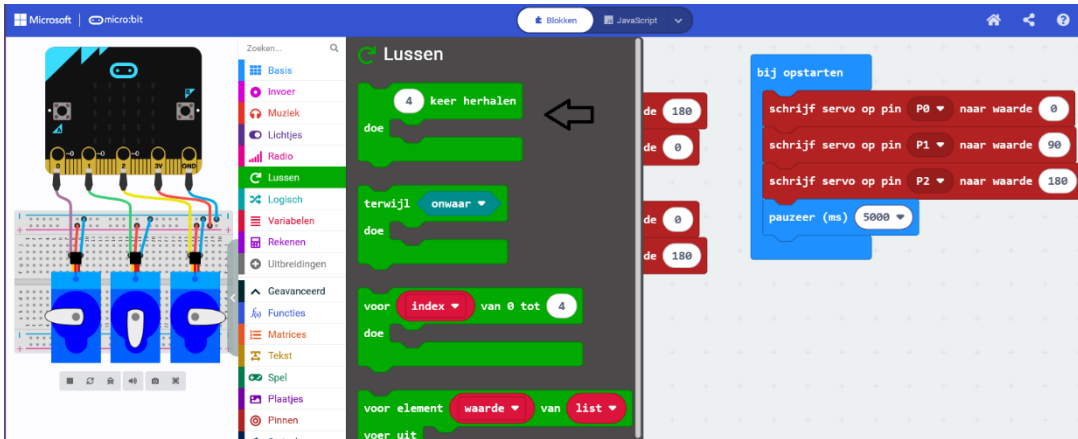 Microsoft
micro:bit
Blokken
JavaScript
Zoeken...
Basis
Invoer
Muziek
Lichtjes
Radio
Lussen
Logisch
Variabelen
Rekenen
Uitbreidingen
Geavanceerd
Functies
Matrices
Tekst
Spel
Plaatjes
Pinnen
Lussen
4 keer herhalen
doe
terwijl onwaar
doe
voor index van 0 tot 4
doe
voor element waarde van list
voer uit
de 180
de 0
de 0
de 180
bij opstarten
schrijf servo op pin P0 naar waarde 0
schrijf servo op pin P1 naar waarde 90
schrijf servo op pin P2 naar waarde 180
pauzeer (ms) 5000
0 1 2 3V GND
A